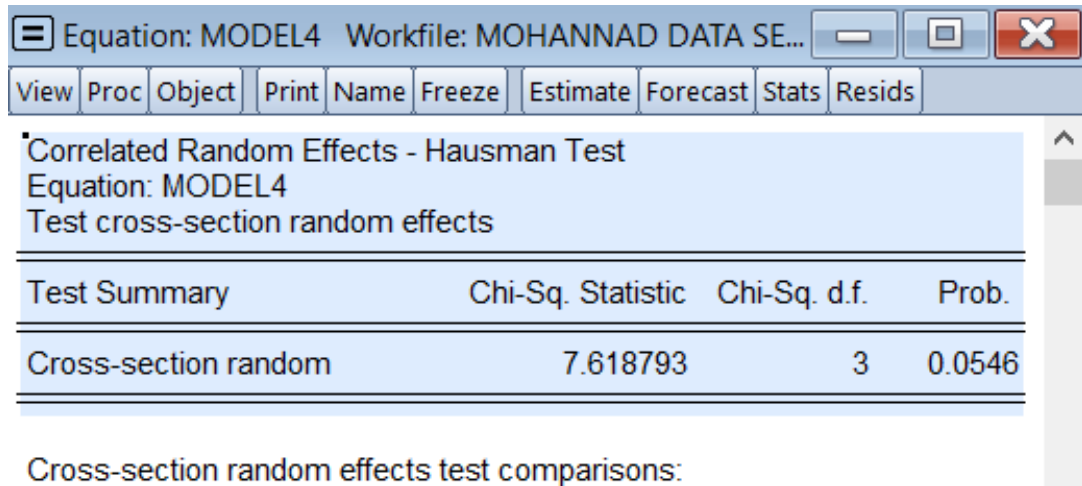 Equation: MODEL4 Workfile: MOHANNAD DATA SE...
View Proc Object Print Name Freeze Estimate Forecast Stats Resids
Correlated Random Effects - Hausman Test
Equation: MODEL4
Test cross-section random effects
Test Summary Chi-Sq. Statistic Chi-Sq. d.f. Prob.
Cross-section random 7.618793 3 0.0546
Cross-section random effects test comparisons: